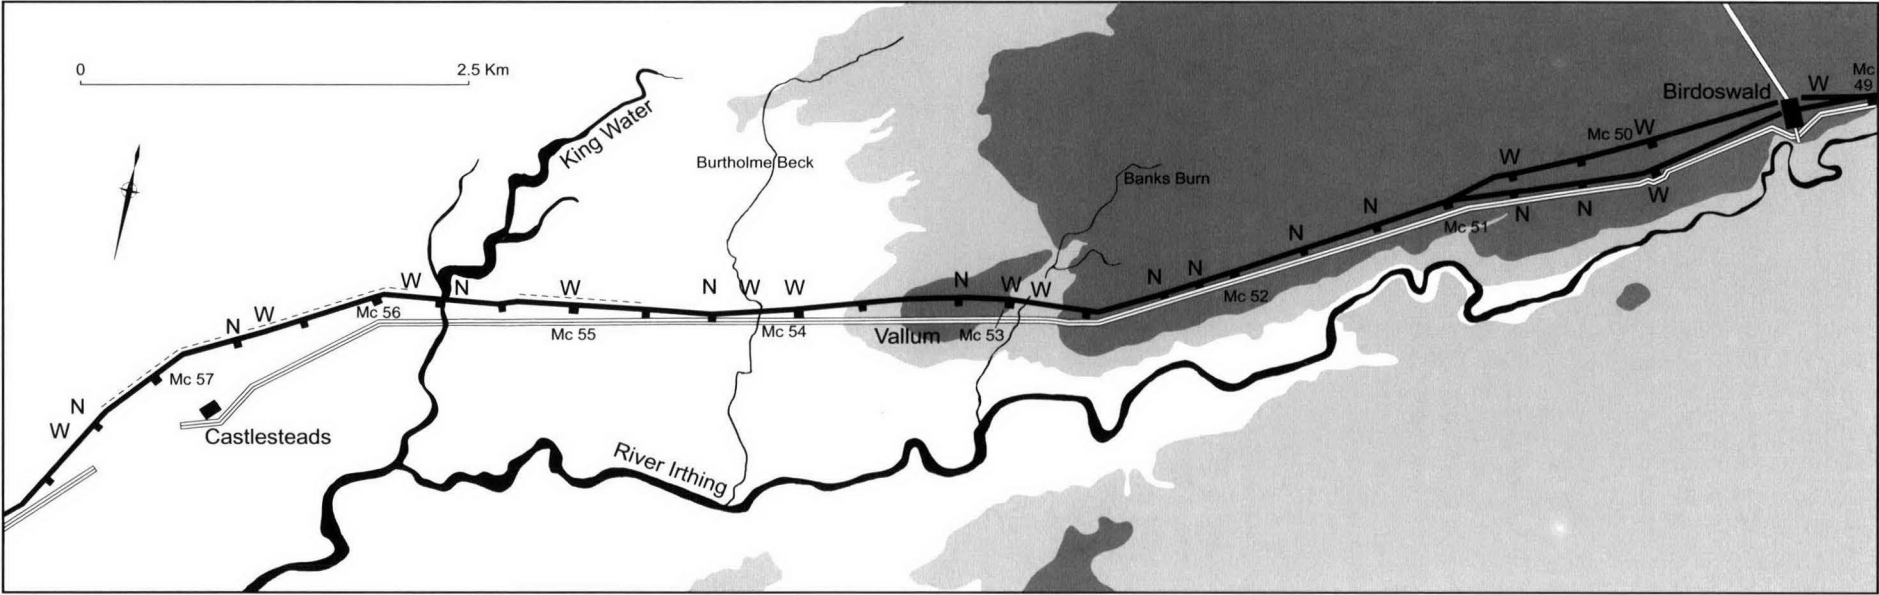 0 2.5 Km
Mc
49
W
Birdoswald
Mc 50 W
W
King Water
Burtholme Beck
Banks Burn
W
N
N
N
Mc 51
N
N
N
Mc 52
N
W
W
Mc 53
Vallum
N
W
W
Mc 54
W
Mc 55
N
W
Mc 56
W
N
Mc 57
N
W
Castlesteads
River Irthing